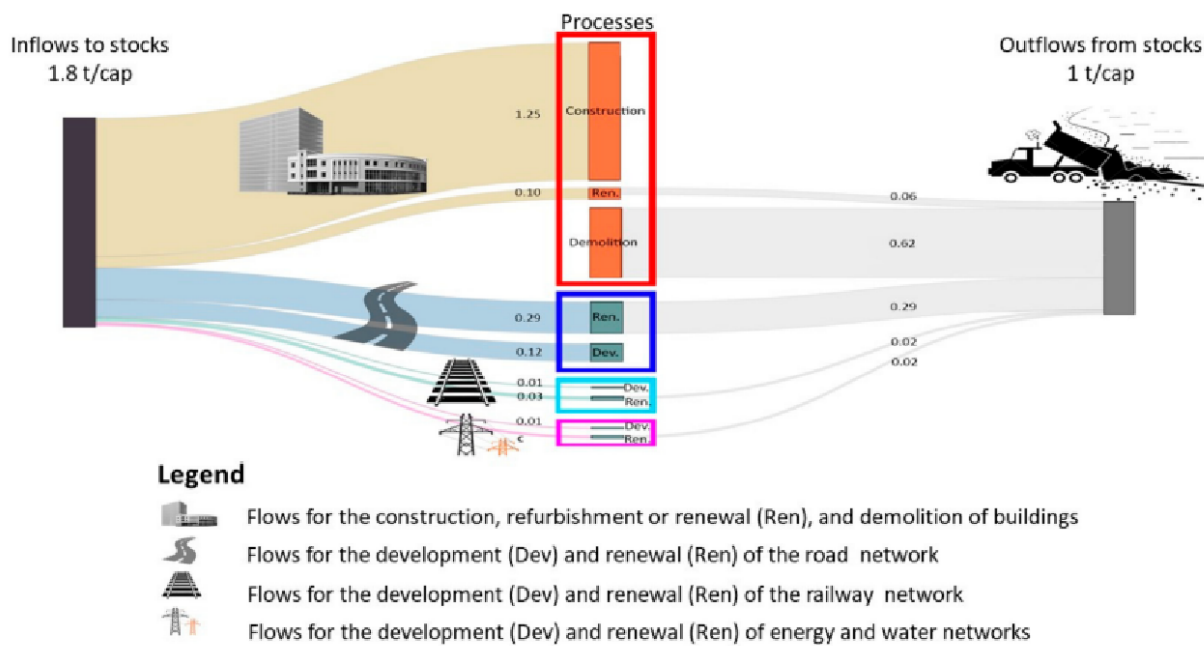 Processes
Inflows to stocks
1.8 t/cap
Outflows from stocks
1 t/cap
1.25
Construction
0.10
Ren.
0.06
Demolition
0.62
0.29
Ren.
0.29
0.12
Dev.
0.02
0.02
0.01
Dev.
0.03
Ren.
0.01
Dev.
Ren.
Legend
Flows for the construction, refurbishment or renewal (Ren), and demolition of buildings
Flows for the development (Dev) and renewal (Ren) of the road network
Flows for the development (Dev) and renewal (Ren) of the railway network
Flows for the development (Dev) and renewal (Ren) of energy and water networks